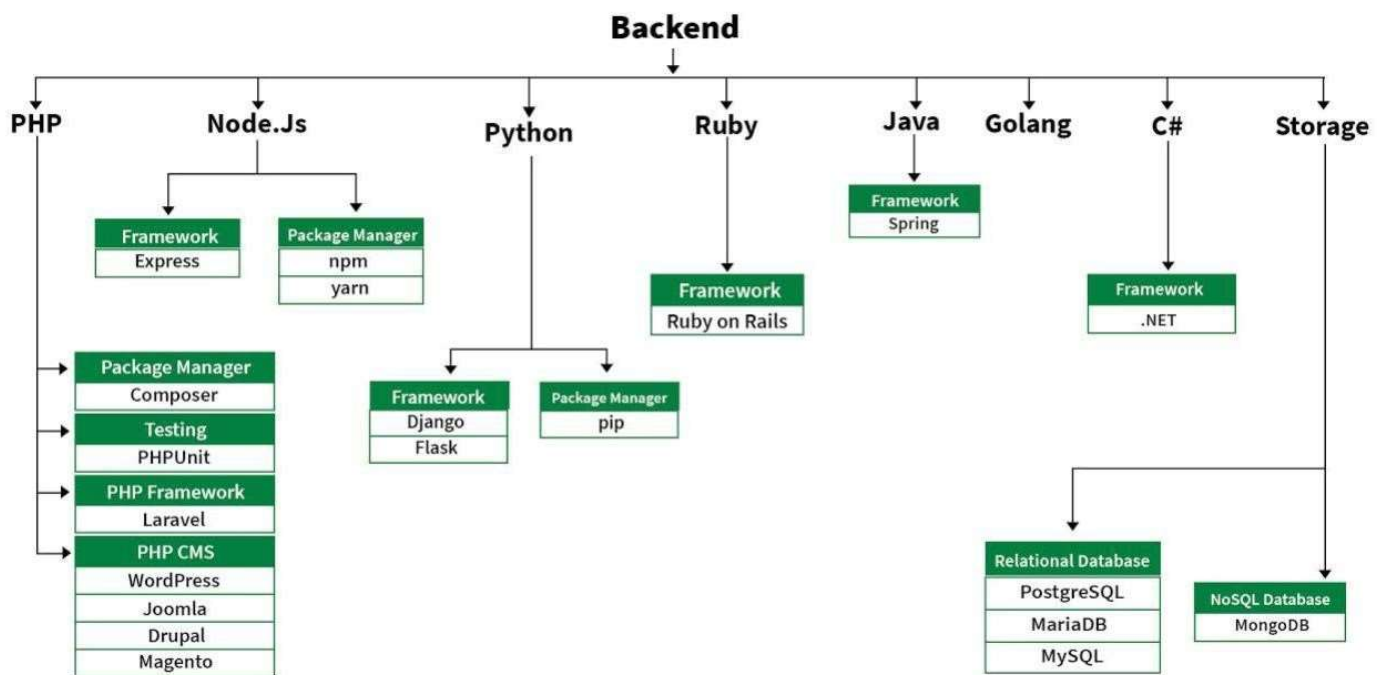 Backend
PHP
Node.Js
Python
Ruby
Java
Golang
C#
Storage
Framework
Express
Package Manager
npm
yarn
Framework
Spring
Framework
Ruby on Rails
Framework
.NET
Package Manager
Composer
Testing
PHPUnit
PHP Framework
Laravel
PHP CMS
WordPress
Joomla
Drupal
Magento
Framework
Django
Flask
Package Manager
pip
Relational Database
PostgreSQL
MariaDB
MySQL
NoSQL Database
MongoDB